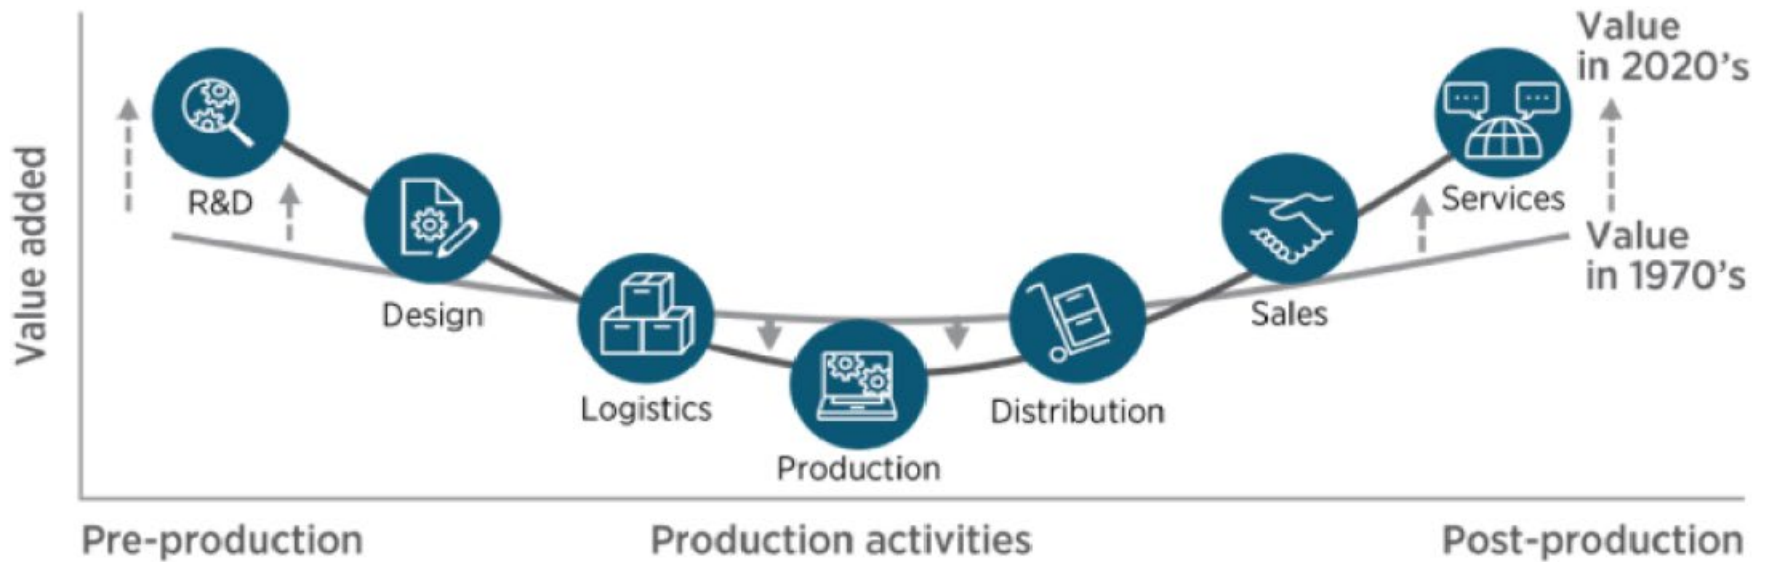 Value
in 2020's
Value added
R&D
Services
Value
in 1970's
Design
Sales
Logistics
Distribution
Production
Pre-production
Production activities
Post-production